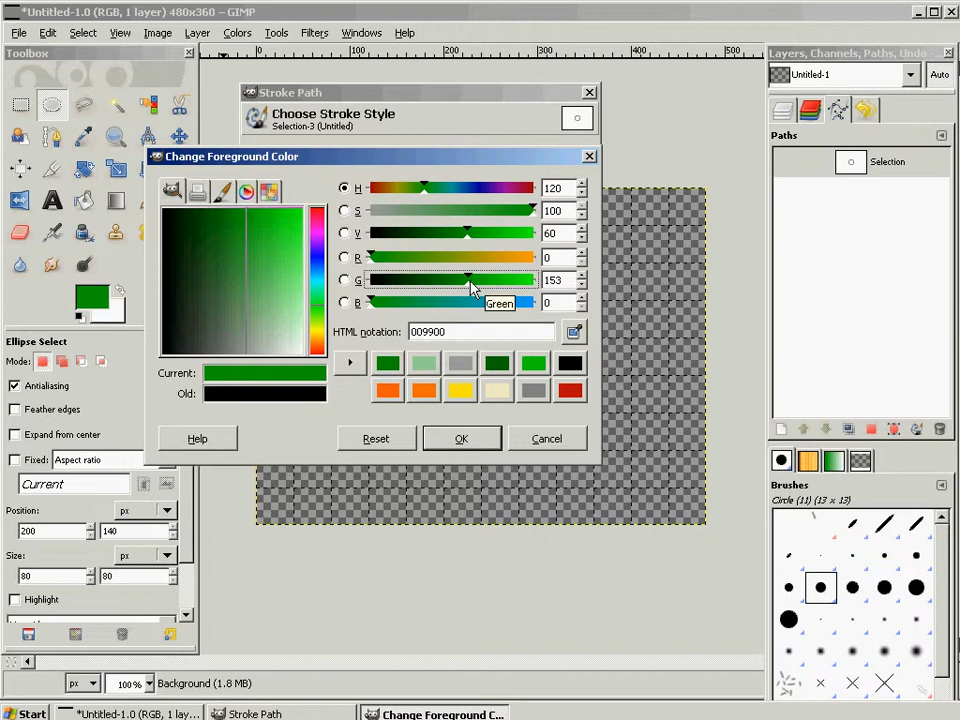 *Untitled-1.0 (RGB, 1 layer) 480x360 – GIMP
File Edit Select View Image Layer Colors Tools Filters Windows Help
Toolbox
0 100 200 300 400 500
Layers, Channels, Paths, Undo -
Untitled-1 Auto
Stroke Path
Choose Stroke Style
Selection-3 (Untitled)
Paths
Selection
Change Foreground Color
H 120
S 100
V 60
R 0
G 153
B 0
Green
HTML notation: 009900
Current:
Old:
Help Reset OK Cancel
Ellipse Select
Mode:
Antialiasing
Feather edges
Expand from center
Fixed: Aspect ratio
Current
Position: px
200 140
Size: px
80 80
Highlight
Brushes
Circle (11) (13 x 13)
px 100% Background (1.8 MB)
Start *Untitled-1.0 (RGB, 1 lay... Stroke Path Change Foreground C...